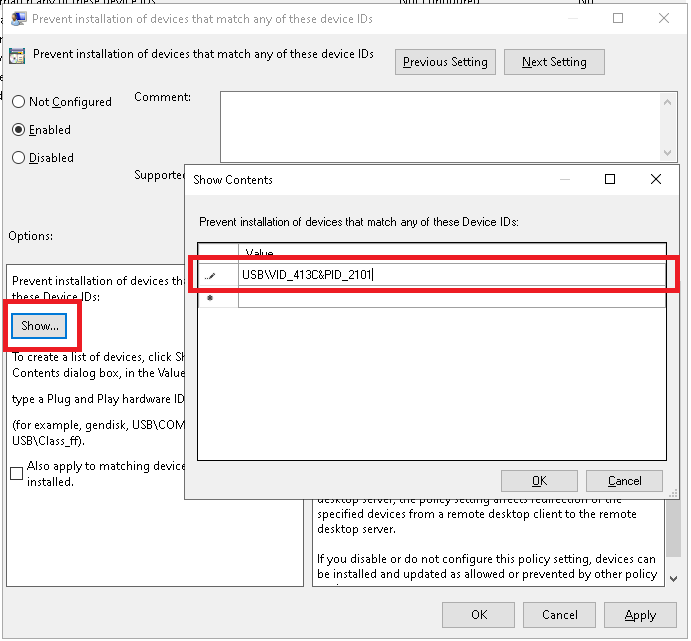 Prevent installation of devices that match any of these device IDs
Prevent installation of devices that match any of these device IDs
Previous Setting
Next Setting
Not Configured
Comment:
Enabled
Disabled
Supported
Show Contents
Prevent installation of devices that match any of these Device IDs:
Options:
Value
USB\VID_413C&PID_2101
Prevent installation of devices tha
these Device IDs:
Show...
To create a list of devices, click Sh
Contents dialog box, in the Value
type a Plug and Play hardware ID
(for example, gendisk, USB\COM
USB\Class_ff).
Also apply to matching device
installed.
OK
Cancel
desktop server, the policy setting affects redirection of the
specified devices from a remote desktop client to the remote
desktop server.
If you disable or do not configure this policy setting, devices can
be installed and updated as allowed or prevented by other policy
OK
Cancel
Apply